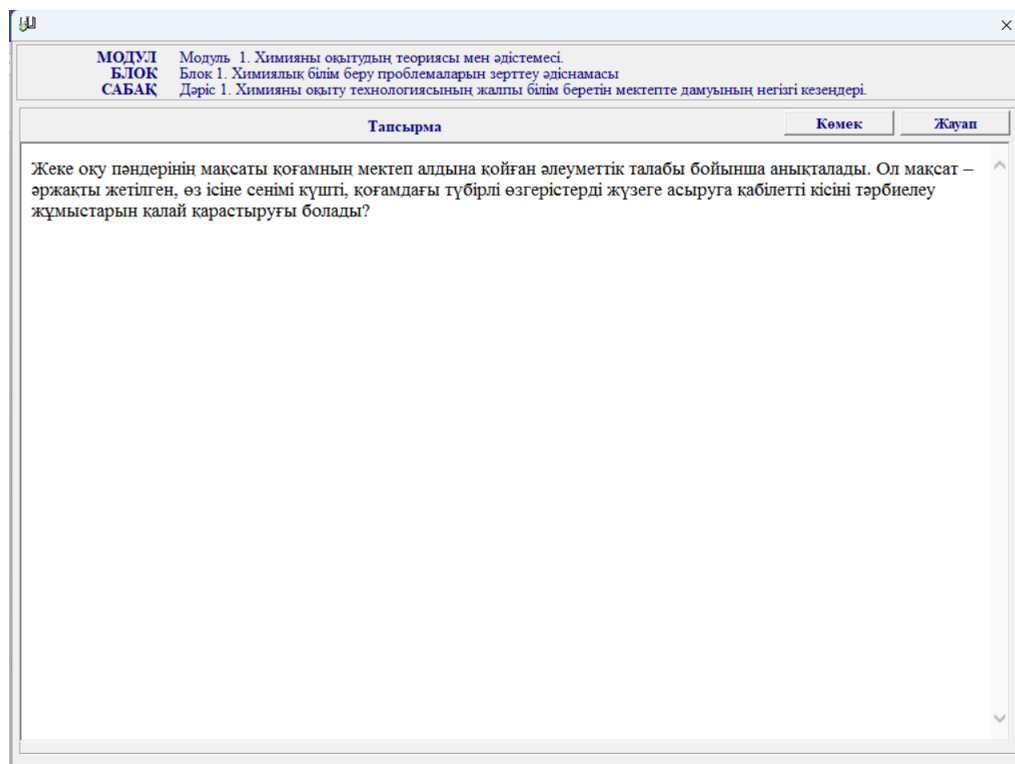 МОДУЛ Модуль 1. Химияны оқытудың теориясы мен әдістемесі.
БЛОК Блок 1. Химиялық білім беру проблемаларын зерттеу әдіснамасы
САБАҚ Дәріс 1. Химияны оқыту технологиясының жалпы білім беретін мектепте дамуының негізгі кезеңдері.
Тапсырма Көмек Жауап
Жеке оқу пәндерінің мақсаты қоғамның мектеп алдына қойған әлеуметтік талабы бойынша анықталады. Ол мақсат –
әржақты жетілген, өз ісіне сенімі күшті, қоғамдағы түбірлі өзгерістерді жүзеге асыруга қабілетті кісіні тәрбиелеу
жұмыстарын қалай қарастыруғы болады?